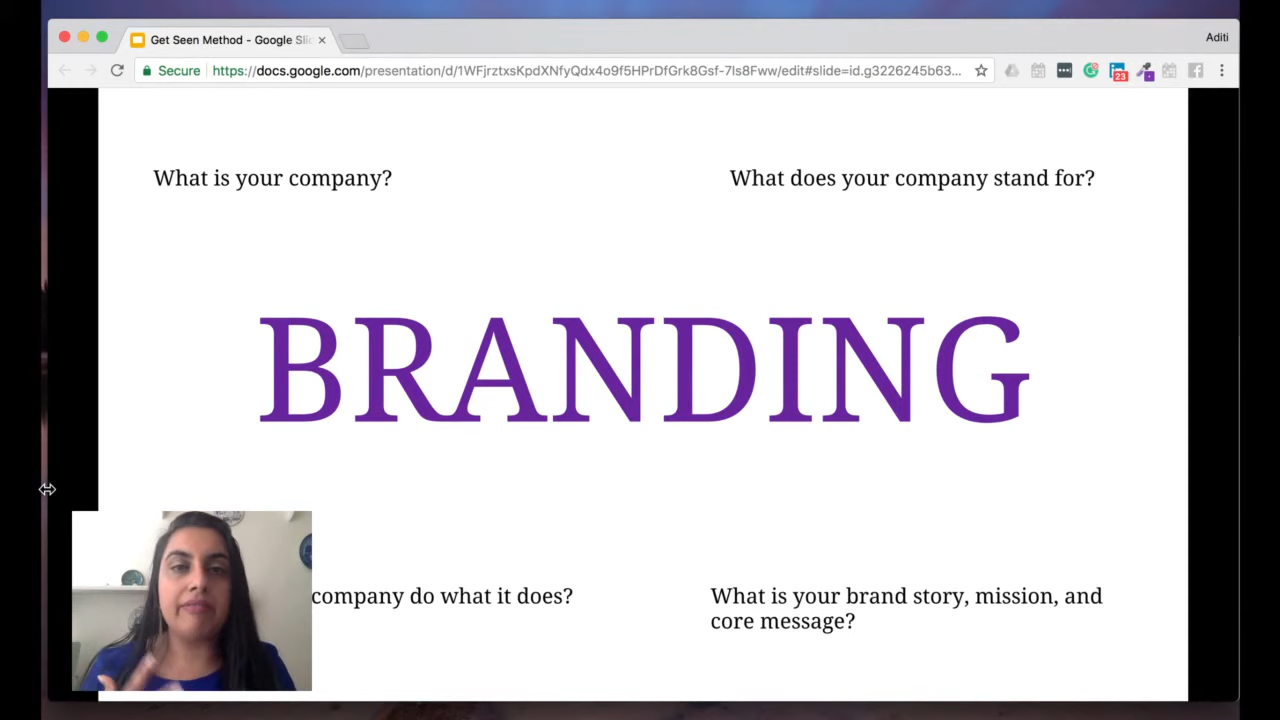 Get Seen Method - Google Sli
Aditi
Secure https://docs.google.com/presentation/d/1WFjrztxsKpdXNfyQdx4o9f5HPrDfGrk8Gsf-7Is8Fww/edit#slide=id.g3226245b63...
23
What is your company?
What does your company stand for?
BRANDING
company do what it does?
What is your brand story, mission, and
core message?